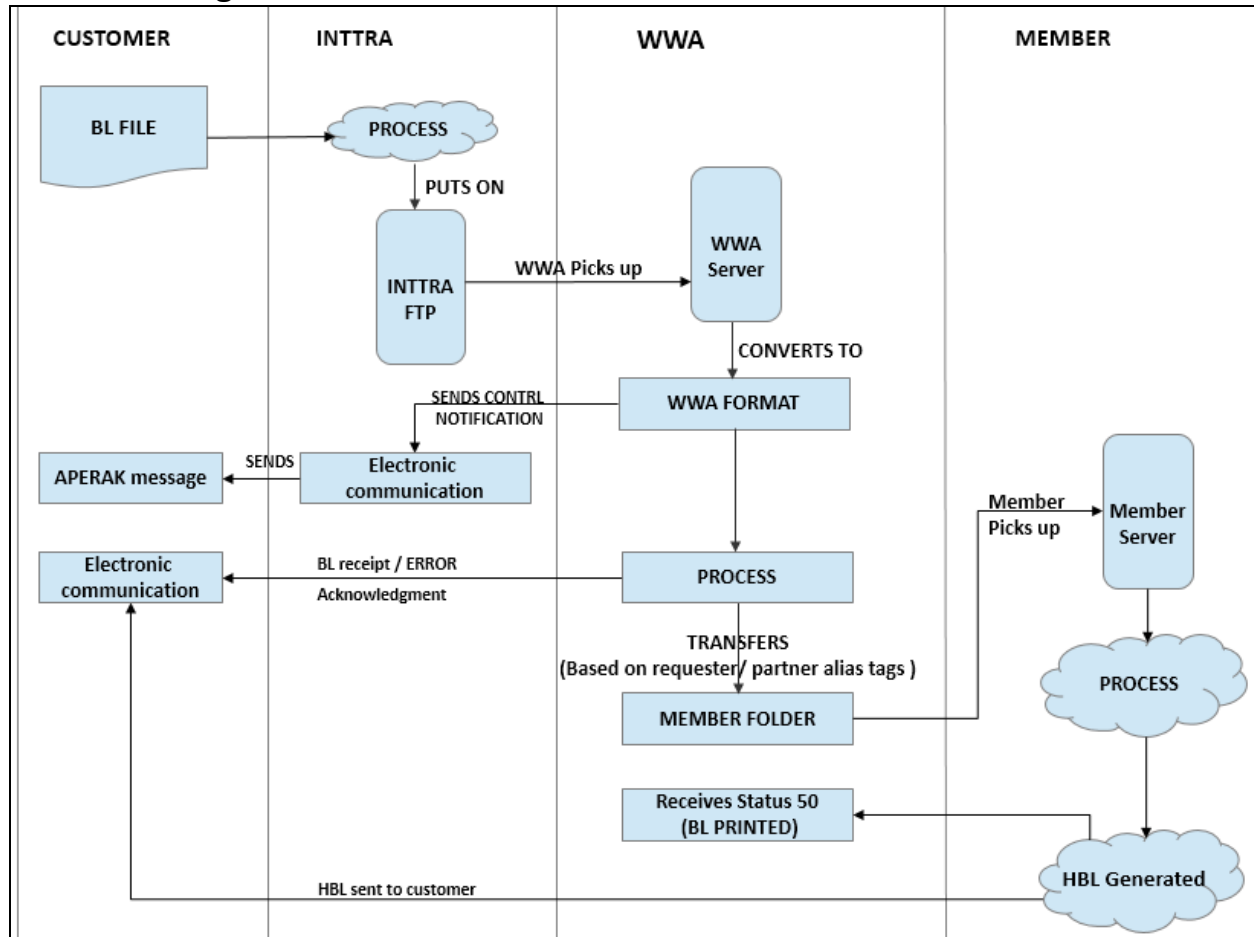 CUSTOMER
INTTRA
WWA
MEMBER
BL FILE
PROCESS
PUTS ON
INTTRA
FTP
WWA Picks up
WWA
Server
CONVERTS TO
WWA FORMAT
SENDS CONTRL
NOTIFICATION
Electronic
communication
SENDS
APERAK message
PROCESS
BL receipt / ERROR
Acknowledgment
Electronic
communication
TRANSFERS
(Based on requester/ partner alias tags )
MEMBER FOLDER
Member
Picks up
Member
Server
PROCESS
HBL Generated
Receives Status 50
(BL PRINTED)
HBL sent to customer